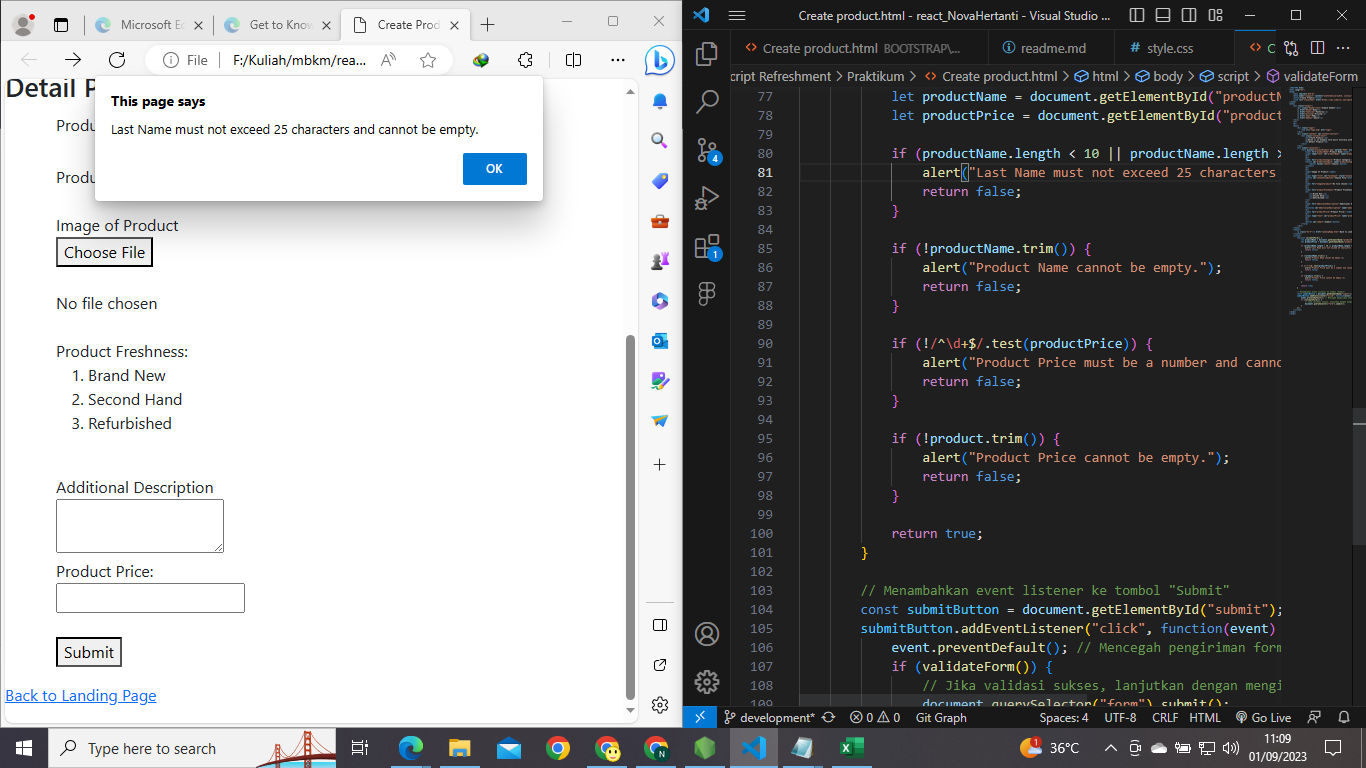 Microsoft Ed
Get to Know
Create Prod
File
F:/Kuliah/mbkm/rea...
Detail P
This page says
Last Name must not exceed 25 characters and cannot be empty.
OK
Produ
Produ
Image of Product
Choose File
No file chosen
Product Freshness:
1. Brand New
2. Second Hand
3. Refurbished
Additional Description
Product Price:
Submit
Back to Landing Page
Create product.html - react_NovaHertanti - Visual Studio ...
Create product.html BOOTSTRAP\...
readme.md
# style.css
C
cript Refreshment > Praktikum > Create product.html > html > body > script > validateForm
77 let productName = document.getElementById("productN
78 let productPrice = document.getElementById("product
79
80 if (productName.length < 10 || productName.length >
81 alert("Last Name must not exceed 25 characters
82 return false;
83 }
84
85 if (!productName.trim()) {
86 alert("Product Name cannot be empty.");
87 return false;
88 }
89
90 if (!/^\d+$/.test(productPrice)) {
91 alert("Product Price must be a number and canno
92 return false;
93 }
94
95 if (!product.trim()) {
96 alert("Product Price cannot be empty.");
97 return false;
98 }
99
100 return true;
101 }
102
103 // Menambahkan event listener ke tombol "Submit"
104 const submitButton = document.getElementById("submit");
105 submitButton.addEventListener("click", function(event)
106 event.preventDefault(); // Mencegah pengiriman form
107 if (validateForm()) {
108 // Jika validasi sukses, lanjutkan dengan mengi
109 document.querySelector("form").submit();
4
1
development*
0 0
Git Graph
Spaces: 4
UTF-8
CRLF
HTML
Go Live
Type here to search
1
36°C
11:09
01/09/2023